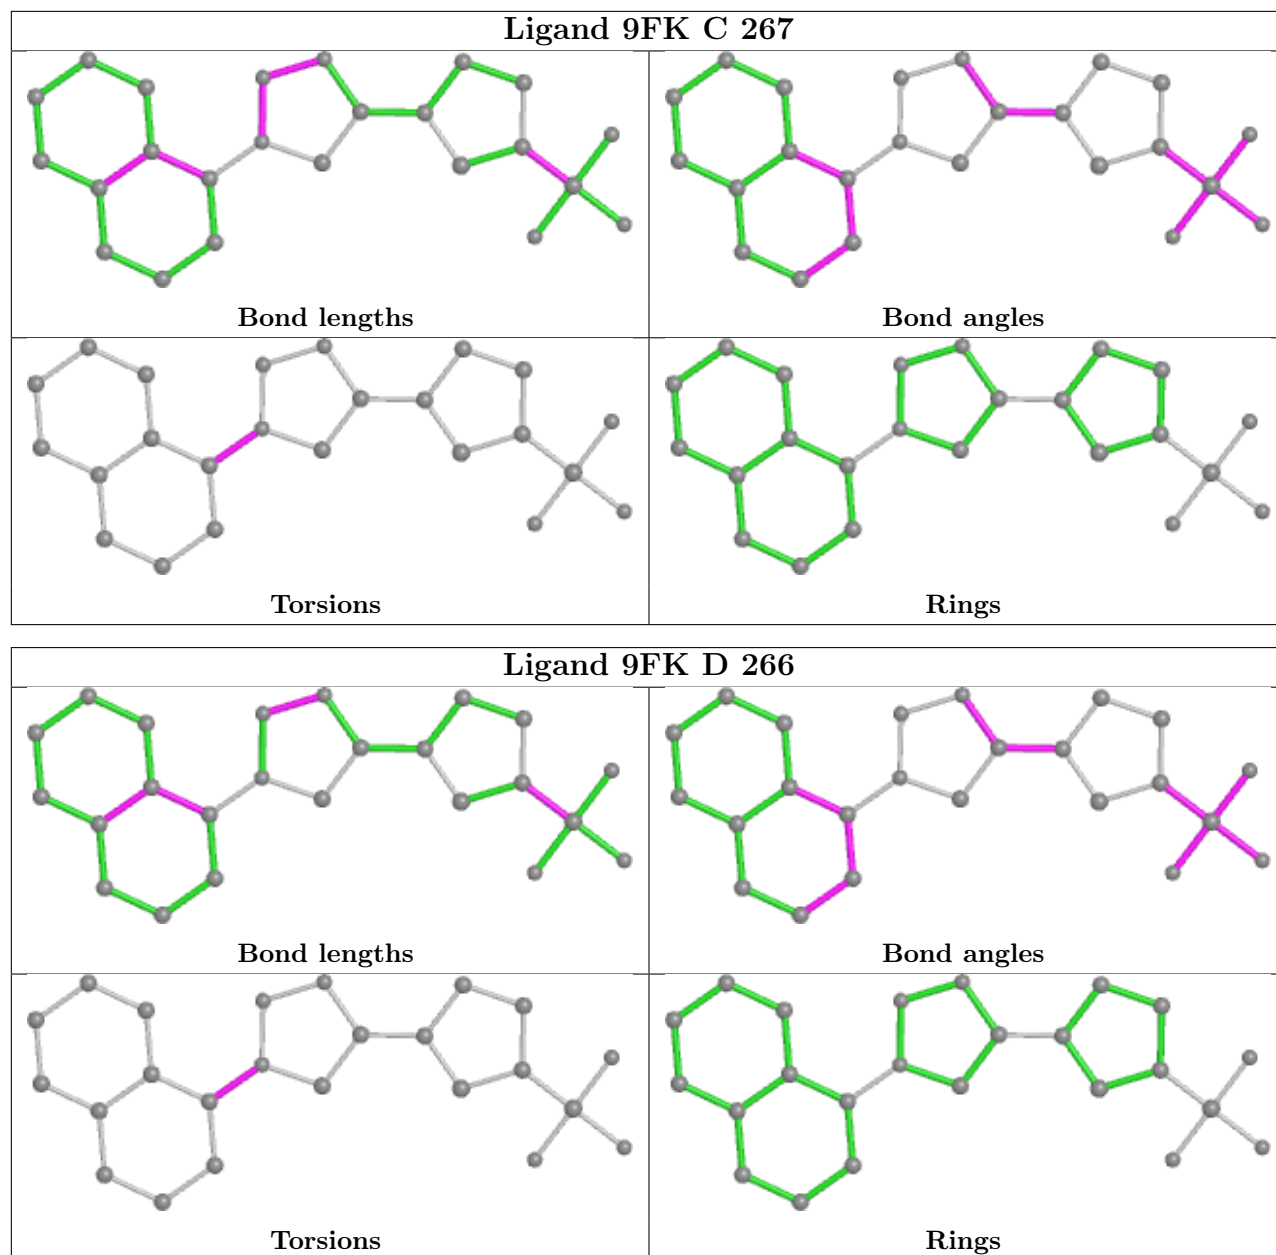 Ligand 9FK C 267
Bond lengths
Bond angles
Torsions
Rings
Ligand 9FK D 266
Bond lengths
Bond angles
Torsions
Rings